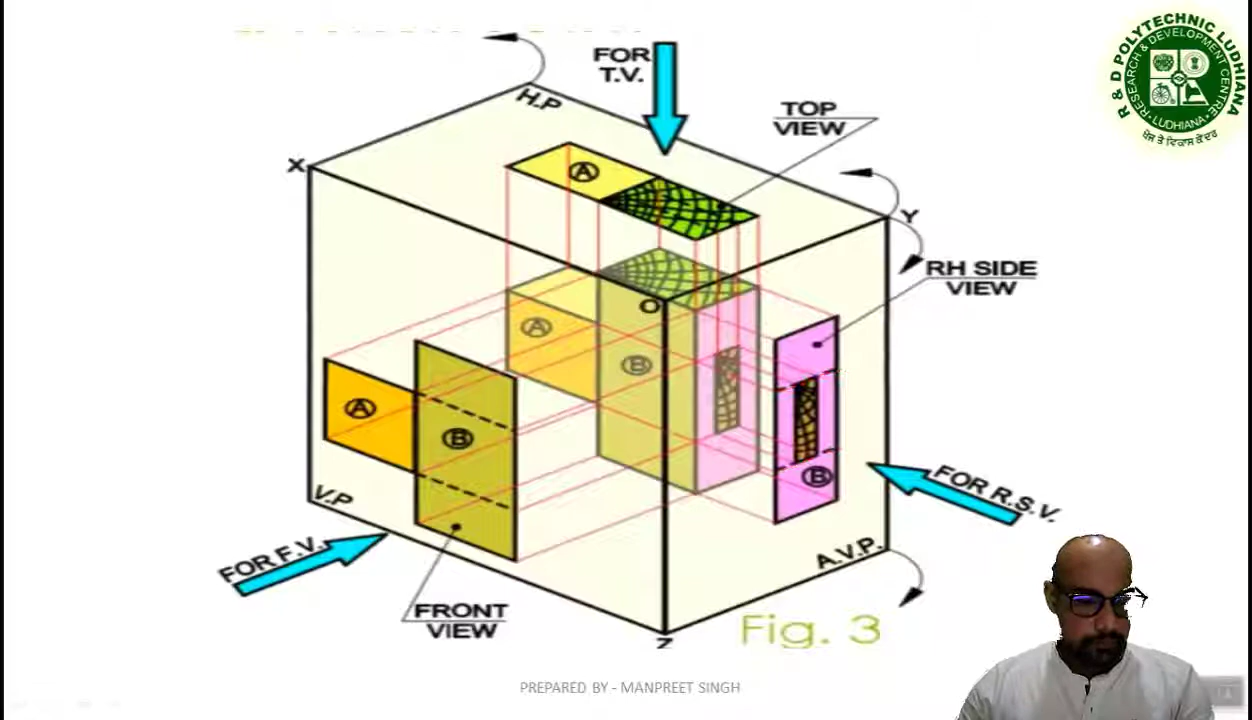 R & D POLYTECHNIC LUDHIANA
RESEARCH & DEVELOPMENT CENTRE
· LUDHIANA ·
ਖੋਜ ਤੇ ਵਿਕਾਸ ਕੇਂਦਰ
FOR
T.V.
H.P
TOP
VIEW
X
A
Y
RH SIDE
VIEW
O
A
B
A
B
B
V.P
FOR R.S.V.
FOR F.V.
A.V.P.
FRONT
VIEW
Z
Fig. 3
PREPARED BY - MANPREET SINGH